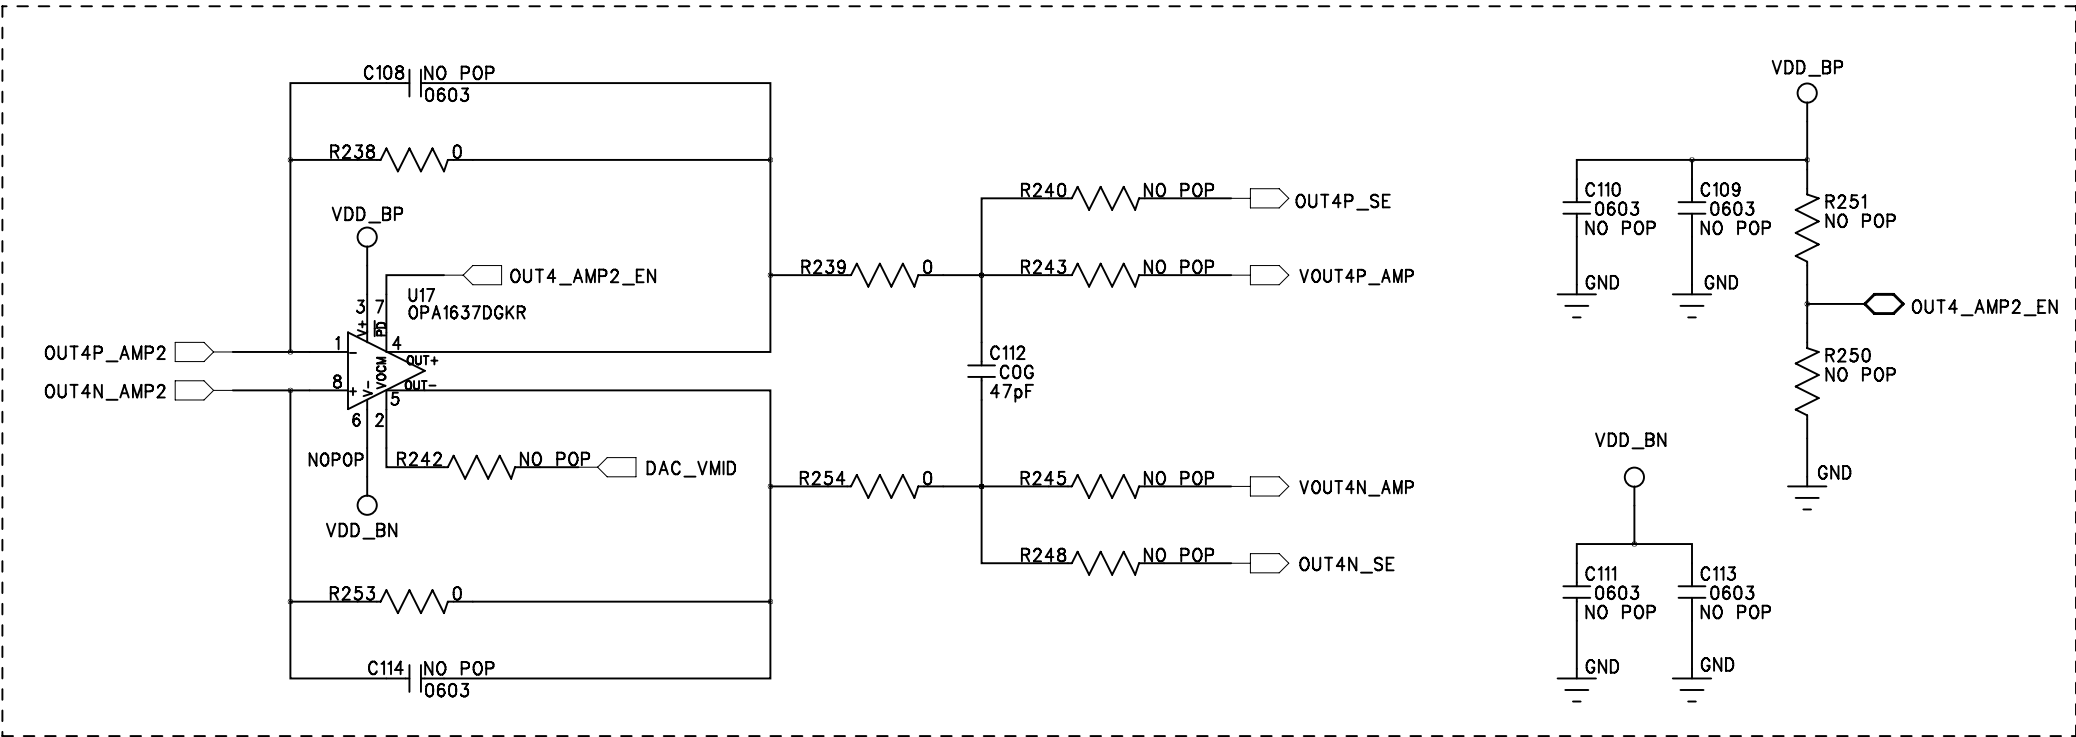 C108 NO POP
0603
R238 0
VDD_BP
OUT4_AMP2_EN
U17
OPA1637DGKR
3 7
V+ PD
OUT4P_AMP2 1 - 4
OUT+
VOCM
OUT4N_AMP2 8 + 5
OUT-
V-
6 2
NOPOP
R242 NO POP DAC_VMID
VDD_BN
R253 0
C114 NO POP
0603
R239 0
R240 NO POP OUT4P_SE
R243 NO POP VOUT4P_AMP
C112
COG
47pF
R254 0
R245 NO POP VOUT4N_AMP
R248 NO POP OUT4N_SE
VDD_BP
C110
0603
NO POP
GND
C109
0603
NO POP
GND
R251
NO POP
OUT4_AMP2_EN
R250
NO POP
GND
VDD_BN
C111
0603
NO POP
GND
C113
0603
NO POP
GND